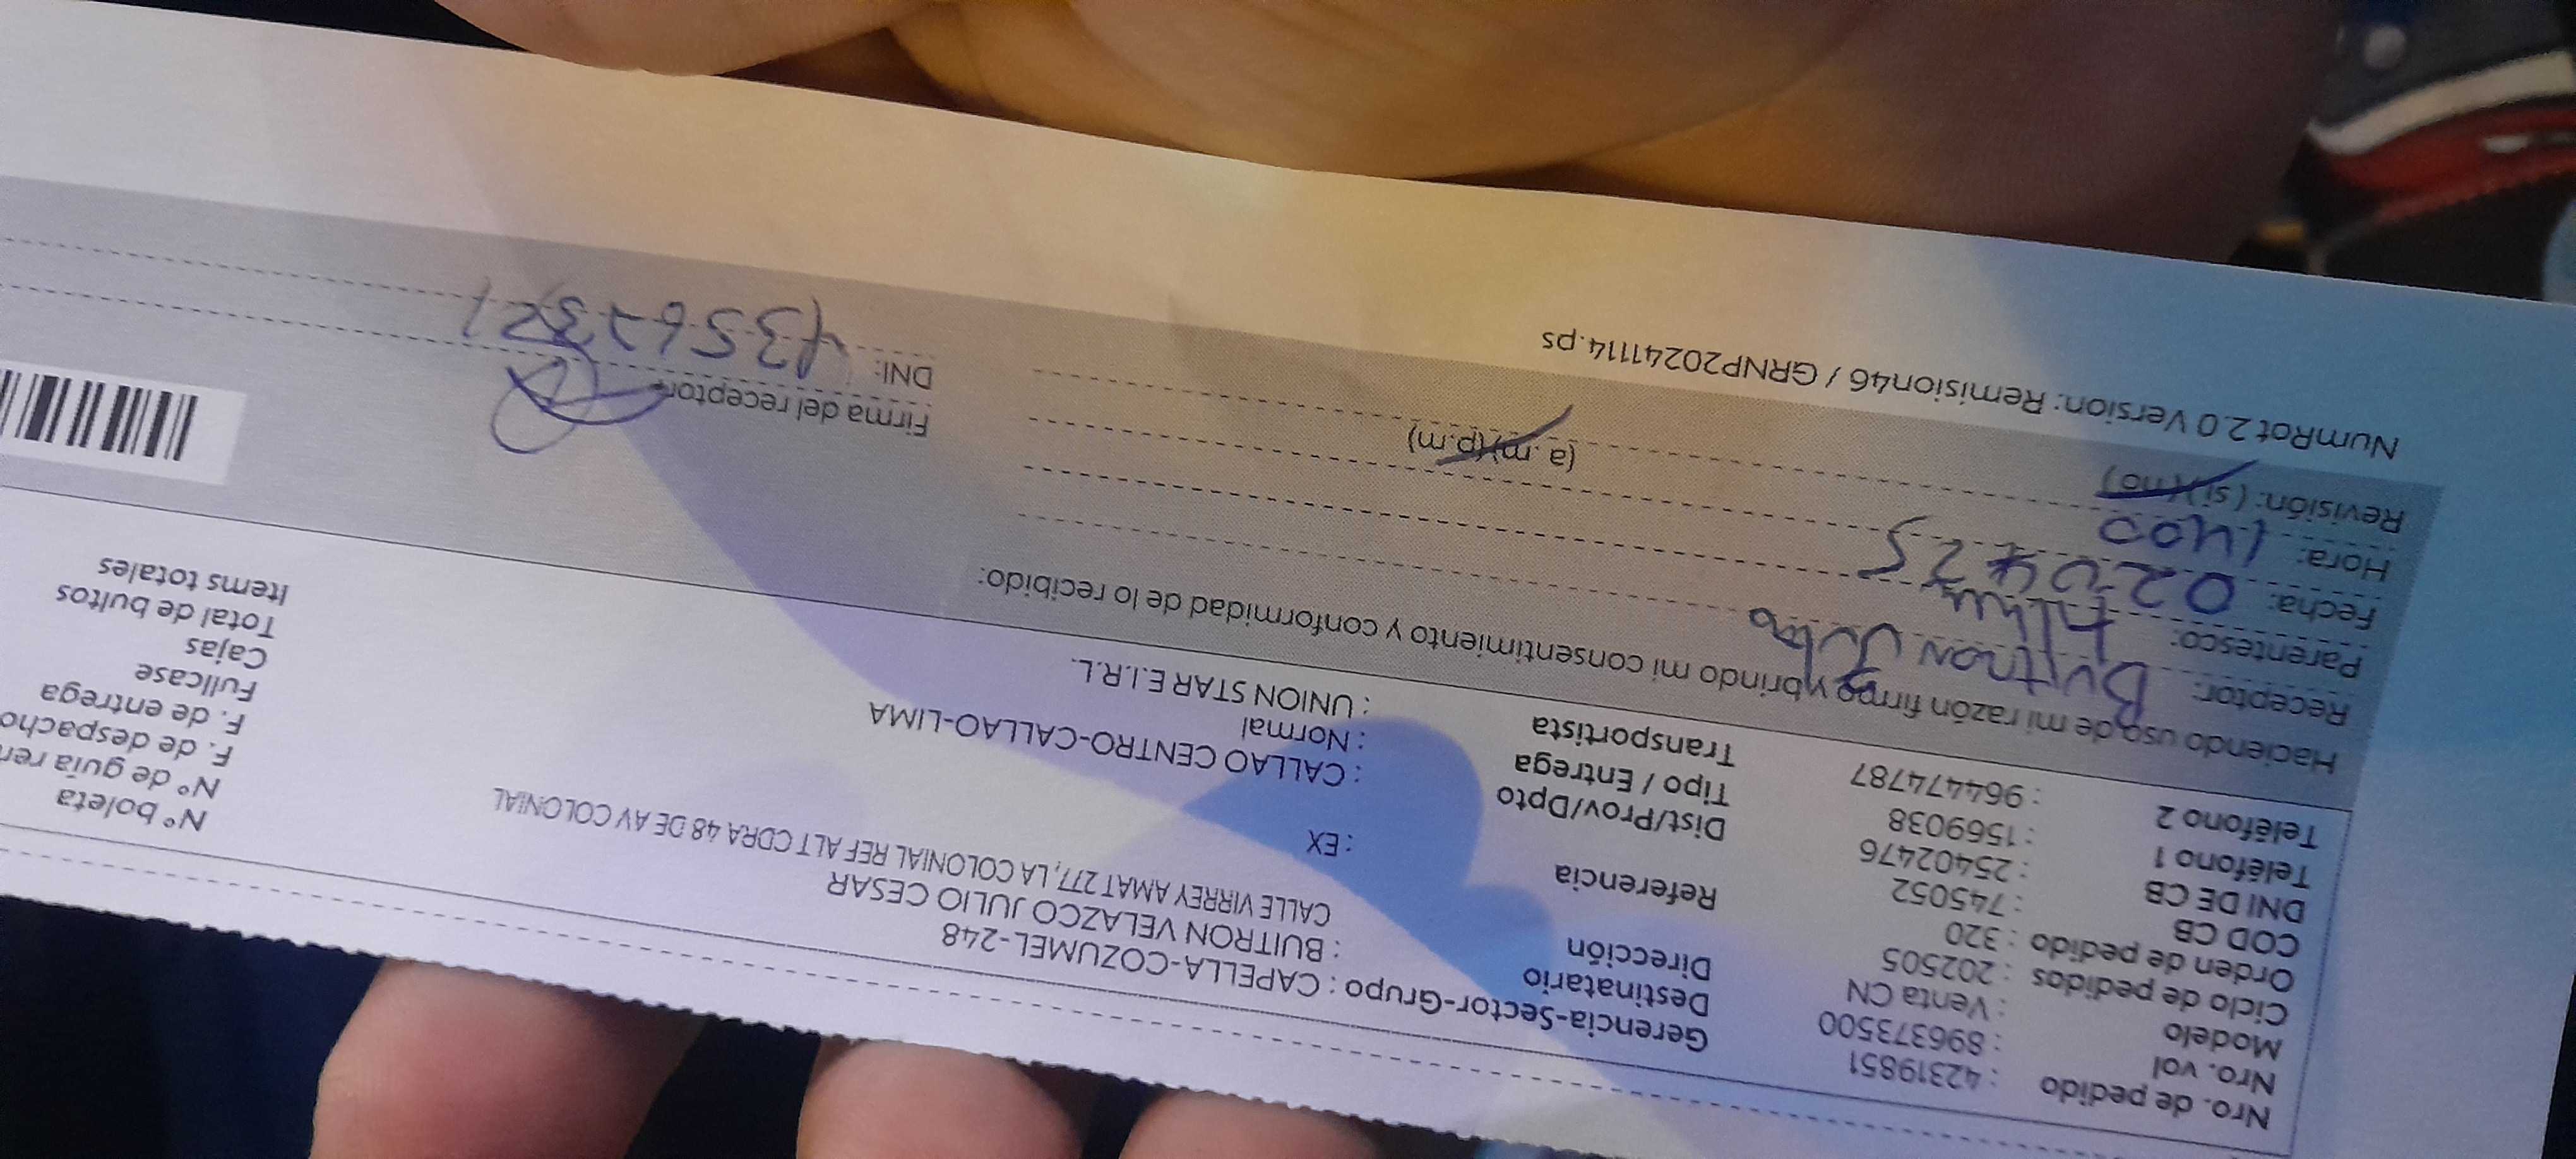 Nro. de pedido : 42319851
Nro. vol : 896373500
Modelo : Venta CN
Ciclo de pedidos : 202505
Orden de pedido : 320
COD CB : 745052
DNI DE CB : 25402476
Teléfono 1 : 1569038
Teléfono 2 : 964474787
Gerencia-Sector-Grupo : CAPELLA-COZUMEL-248
Destinatario : BUITRON VELAZCO JULIO CESAR
Dirección CALLE VIRREY AMAT 277, LA COLONIAL REF ALT CDRA 48 DE AV COLONIAL
Referencia : EX
Dist/Prov/Dpto : CALLAO CENTRO-CALLAO-LIMA
Tipo / Entrega : Normal
Transportista : UNION STAR E.I.R.L.
N° boleta
N° de guía rem
F. de despacho
F. de entrega
Fullcase
Cajas
Total de bultos
Items totales
Haciendo uso de mi razón firmo y brindo mi consentimiento y conformidad de lo recibido:
Receptor: Buitron
Parentesco:
Fecha: 020425
Hora: 1400 (a.m)(p.m)
Revisión: (si)(no)
Firma del receptor
DNI: 43567321
NumRot 2.0 Version: Remision46 / GRNP20241114.ps